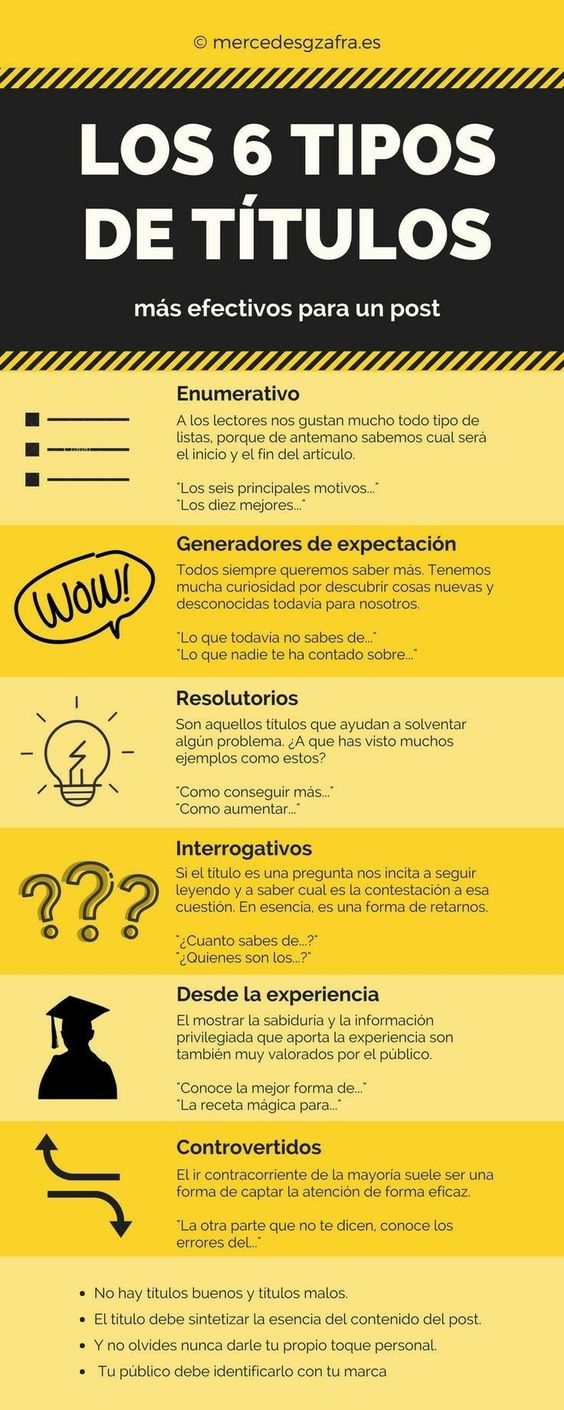 © mercedesgzafra.es
LOS 6 TIPOS
DE TÍTULOS
más efectivos para un post
Enumerativo
A los lectores nos gustan mucho todo tipo de
listas, porque de antemano sabemos cual será
el inicio y el fin del artículo.
"Los seis principales motivos..."
"Los diez mejores..."
Generadores de expectación
Todos siempre queremos saber más. Tenemos
mucha curiosidad por descubrir cosas nuevas y
desconocidas todavía para nosotros.
"Lo que todavía no sabes de..."
"Lo que nadie te ha contado sobre..."
WOW!
Resolutorios
Son aquellos títulos que ayudan a solventar
algún problema. ¿A que has visto muchos
ejemplos como estos?
"Como conseguir más..."
"Como aumentar..."
Interrogativos
Si el título es una pregunta nos incita a seguir
leyendo y a saber cual es la contestación a esa
cuestión. En esencia, es una forma de retarnos.
"¿Cuanto sabes de...?"
"¿Quienes son los...?"
???
Desde la experiencia
El mostrar la sabiduría y la información
privilegiada que aporta la experiencia son
también muy valorados por el público.
"Conoce la mejor forma de..."
"La receta mágica para..."
Controvertidos
El ir contracorriente de la mayoría suele ser una
forma de captar la atención de forma eficaz.
"La otra parte que no te dicen, conoce los
errores del..."
• No hay títulos buenos y títulos malos.
• El título debe sintetizar la esencia del contenido del post.
• Y no olvides nunca darle tu propio toque personal.
• Tu público debe identificarlo con tu marca